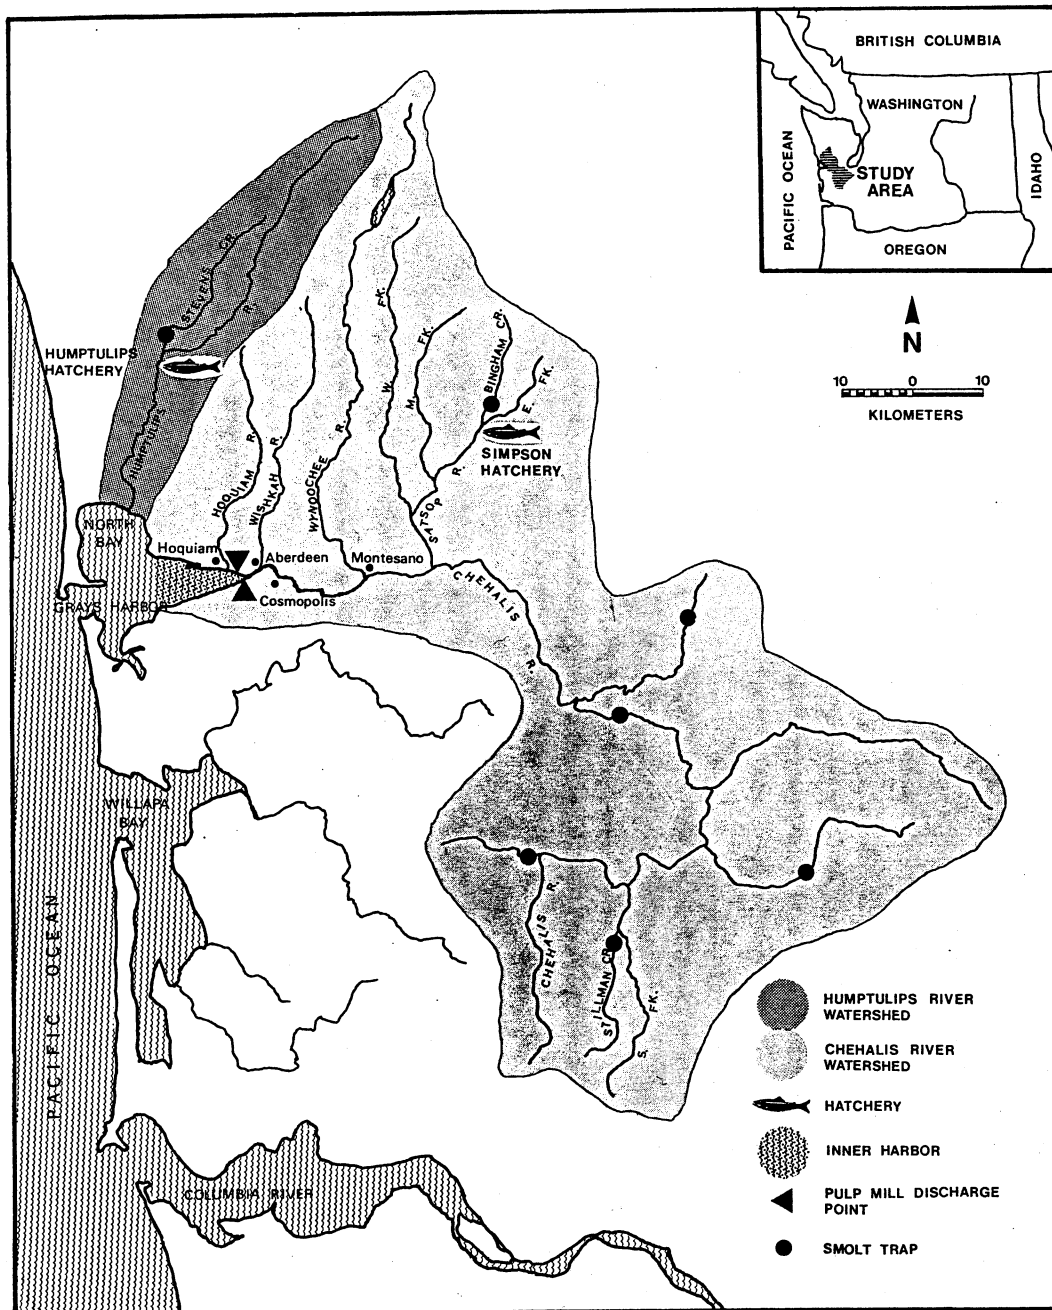 BRITISH COLUMBIA
WASHINGTON
PACIFIC OCEAN
STUDY
AREA
IDAHO
OREGON
N
10 0 10
KILOMETERS
STEVENS CR.
R.
HUMPTULIPS
HATCHERY
HUMPTULIPS
HOQUIAM R.
WISHKAH R.
WYNOOCHEE R.
W. FK.
M. FK.
BINGHAM CR.
E. FK.
SIMPSON
HATCHERY
SATSOP R.
NORTH
BAY
Hoquiam
Aberdeen
Montesano
Cosmopolis
GRAYS HARBOR
CHEHALIS R.
WILLAPA
BAY
PACIFIC OCEAN
CHEHALIS R.
STILLMAN CR.
S. FK.
COLUMBIA RIVER
HUMPTULIPS RIVER
WATERSHED
CHEHALIS RIVER
WATERSHED
HATCHERY
INNER HARBOR
PULP MILL DISCHARGE
POINT
SMOLT TRAP